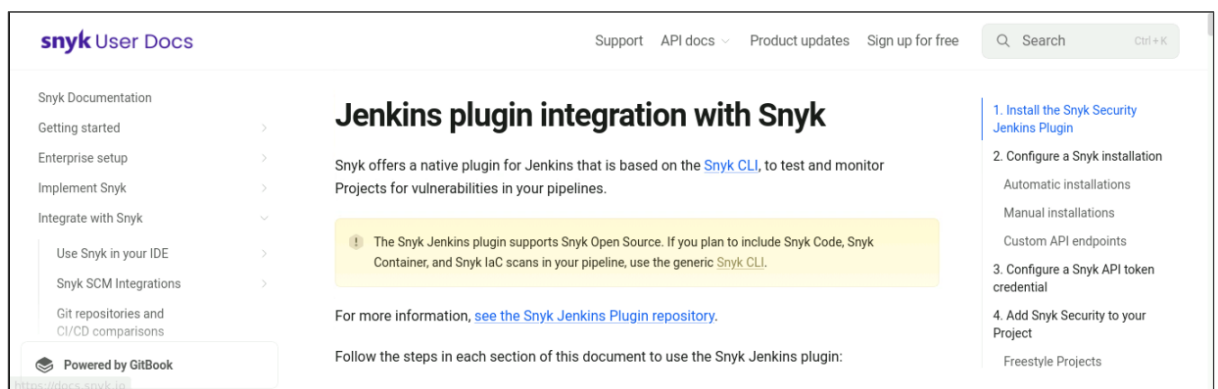 snyk User Docs
Support API docs Product updates Sign up for free Search Ctrl+K
Snyk Documentation
Getting started
Enterprise setup
Implement Snyk
Integrate with Snyk
Use Snyk in your IDE
Snyk SCM Integrations
Git repositories and
CI/CD comparisons
Powered by GitBook
https://docs.snyk.io
Jenkins plugin integration with Snyk
Snyk offers a native plugin for Jenkins that is based on the Snyk CLI, to test and monitor
Projects for vulnerabilities in your pipelines.
The Snyk Jenkins plugin supports Snyk Open Source. If you plan to include Snyk Code, Snyk
Container, and Snyk IaC scans in your pipeline, use the generic Snyk CLI.
For more information, see the Snyk Jenkins Plugin repository.
Follow the steps in each section of this document to use the Snyk Jenkins plugin:
1. Install the Snyk Security
Jenkins Plugin
2. Configure a Snyk installation
Automatic installations
Manual installations
Custom API endpoints
3. Configure a Snyk API token
credential
4. Add Snyk Security to your
Project
Freestyle Projects